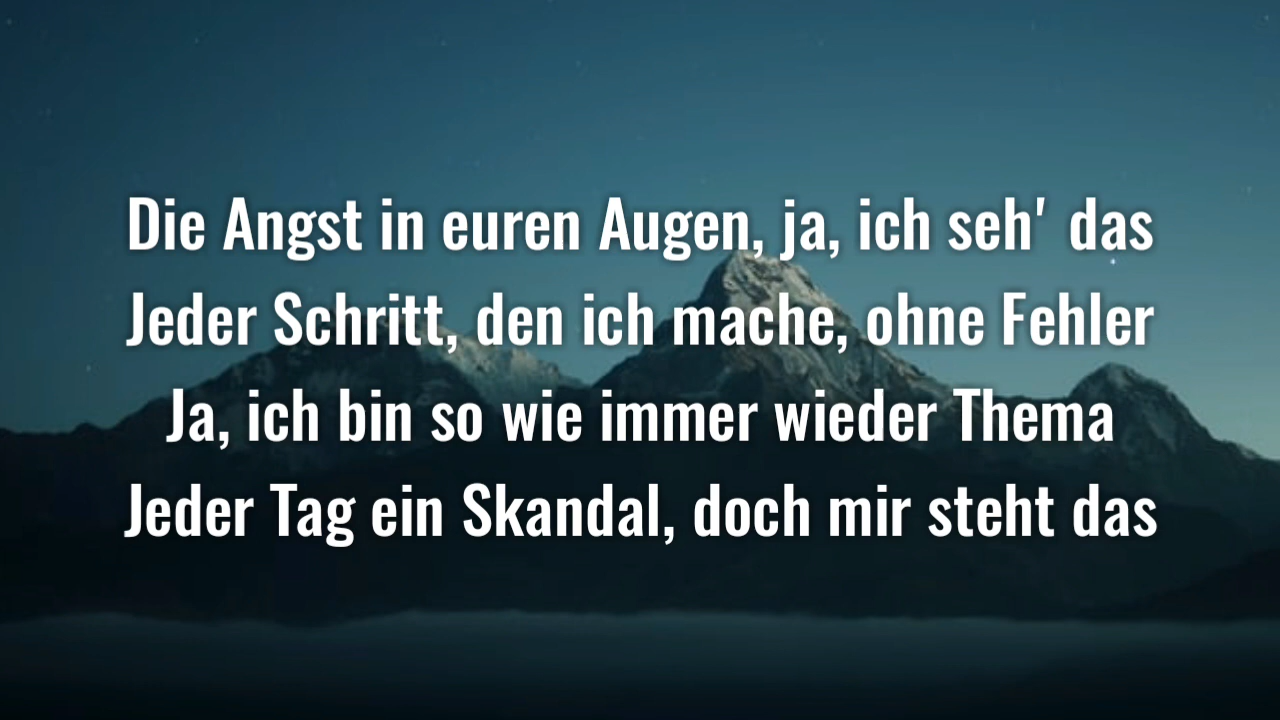 Die Angst in euren Augen, ja, ich seh' das
Jeder Schritt, den ich mache, ohne Fehler
Ja, ich bin so wie immer wieder Thema
Jeder Tag ein Skandal, doch mir steht das